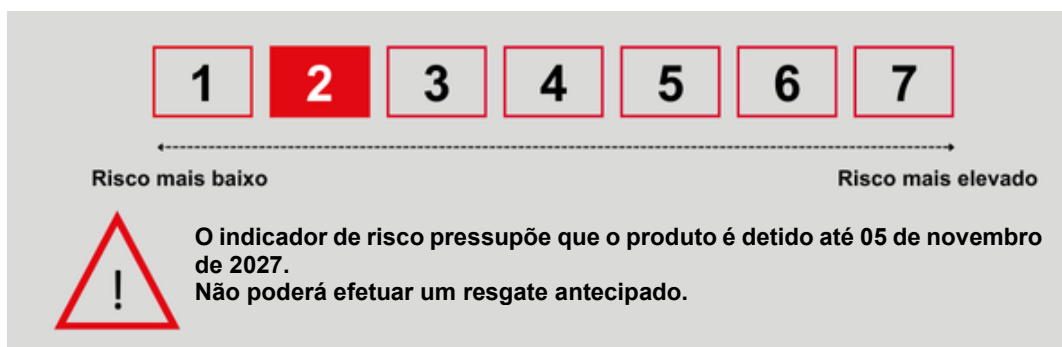 1 2 3 4 5 6 7
Risco mais baixo Risco mais elevado
! O indicador de risco pressupõe que o produto é detido até 05 de novembro
de 2027.
Não poderá efetuar um resgate antecipado.